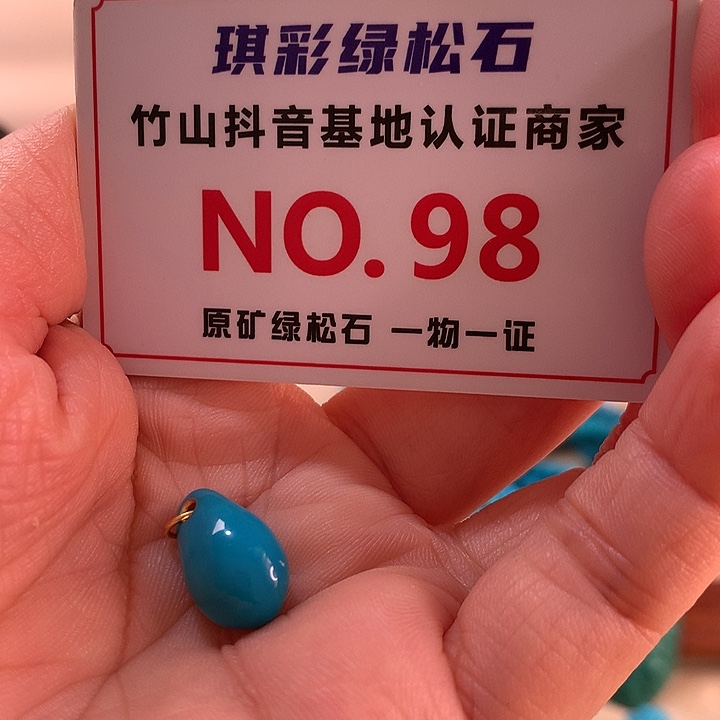 琪彩绿松石
竹山抖音基地认证商家
NO.98
原矿绿松石 一物一证